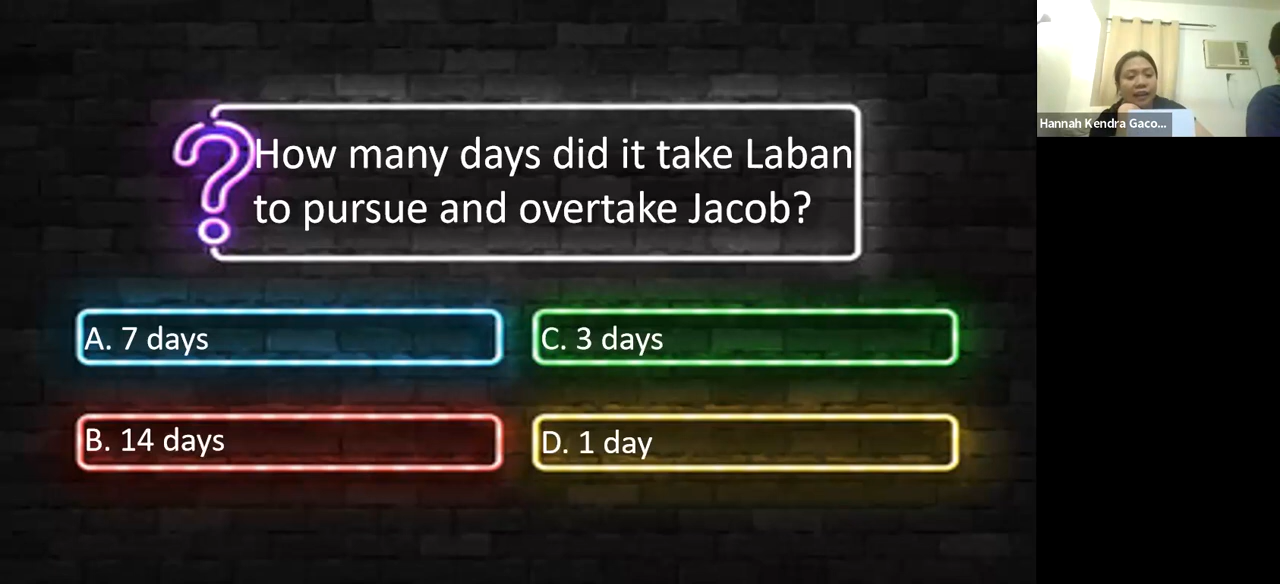 How many days did it take Laban
to pursue and overtake Jacob?
A. 7 days
C. 3 days
B. 14 days
D. 1 day
Hannah Kendra Gaco...